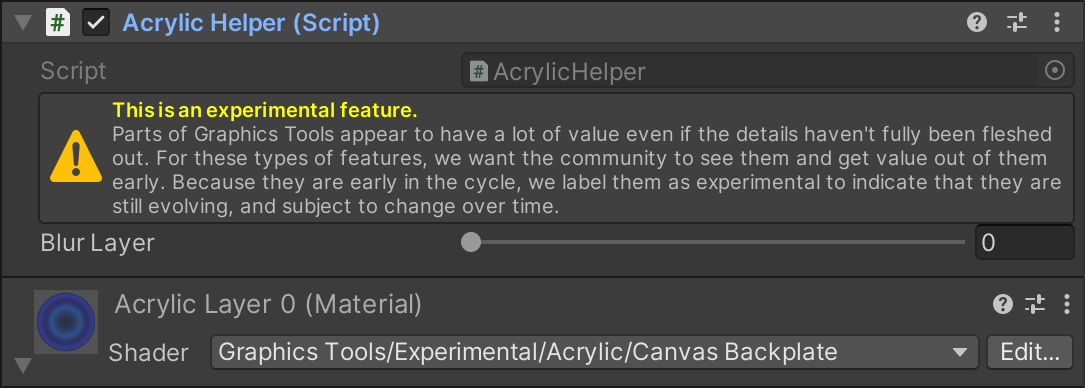 Acrylic Helper (Script)
Script
AcrylicHelper
This is an experimental feature.
Parts of Graphics Tools appear to have a lot of value even if the details haven't fully been fleshed
out. For these types of features, we want the community to see them and get value out of them
early. Because they are early in the cycle, we label them as experimental to indicate that they are
still evolving, and subject to change over time.
Blur Layer
0
Acrylic Layer 0 (Material)
Shader
Graphics Tools/Experimental/Acrylic/Canvas Backplate
Edit...